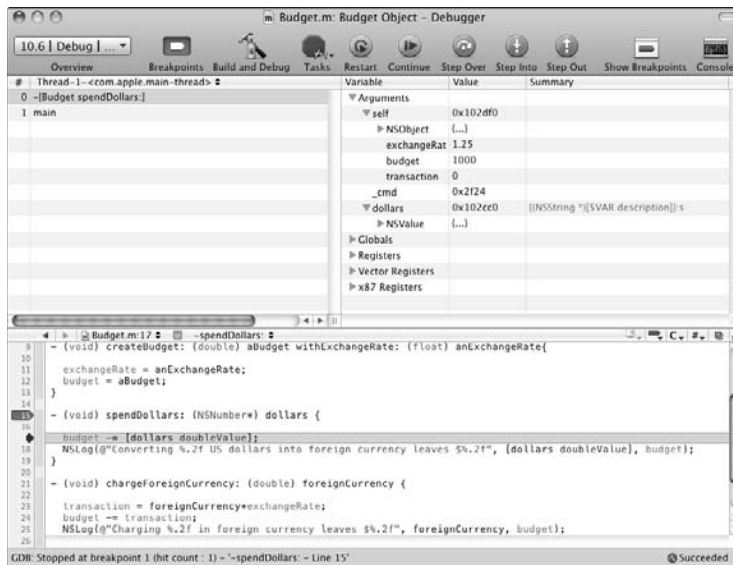 Budget.m: Budget Object – Debugger
10.6 | Debug | ...
Overview Breakpoints Build and Debug Tasks Restart Continue Step Over Step Into Step Out Show Breakpoints Console
# Thread-1-<com.apple.main-thread>
Variable Value Summary
0 -[Budget spendDollars:]
1 main
Arguments
self 0x102df0
NSObject {...}
exchangeRat 1.25
budget 1000
transaction 0
_cmd 0x2f24
dollars 0x102cc0 {(NSString *)[$VAR description]}:s
NSValue {...}
Globals
Registers
Vector Registers
x87 Registers
Budget.m:17 -spendDollars:
9 - (void) createBudget: (double) aBudget withExchangeRate: (float) anExchangeRate{
10
11 exchangeRate = anExchangeRate;
12 budget = aBudget;
13 }
14
15 - (void) spendDollars: (NSNumber*) dollars {
16
budget -= [dollars doubleValue];
18 NSLog(@"Converting %.2f US dollars into foreign currency leaves $%.2f", [dollars doubleValue], budget);
19 }
20
21 - (void) chargeForeignCurrency: (double) foreignCurrency {
22
23 transaction = foreignCurrency*exchangeRate;
24 budget -= transaction;
25 NSLog(@"Charging %.2f in foreign currency leaves $%.2f", foreignCurrency, budget);
26
GDB: Stopped at breakpoint 1 (hit count : 1) – '-spendDollars: – Line 15'
Succeeded